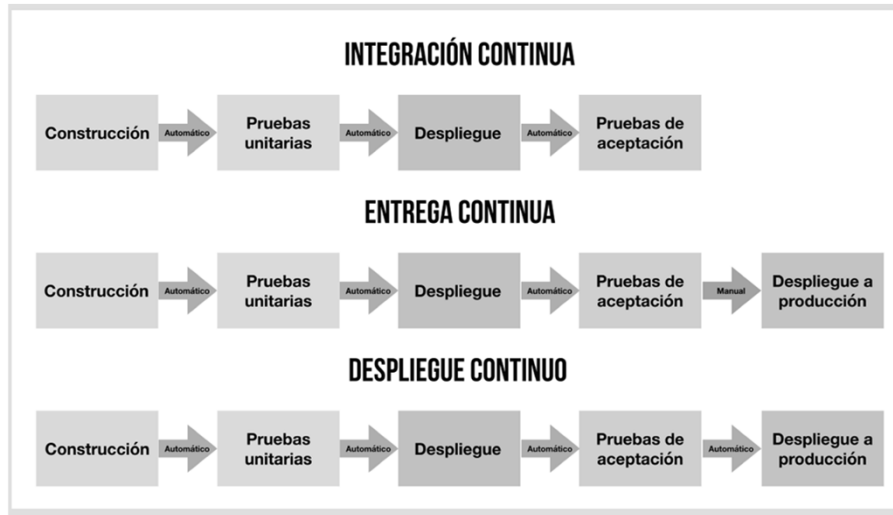 INTEGRACIÓN CONTINUA
Construcción
Automático
Pruebas
unitarias
Automático
Despliegue
Automático
Pruebas de
aceptación
ENTREGA CONTINUA
Construcción
Automático
Pruebas
unitarias
Automático
Despliegue
Automático
Pruebas de
aceptación
Manual
Despliegue a
producción
DESPLIEGUE CONTINUO
Construcción
Automático
Pruebas
unitarias
Automático
Despliegue
Automático
Pruebas de
aceptación
Automático
Despliegue a
producción